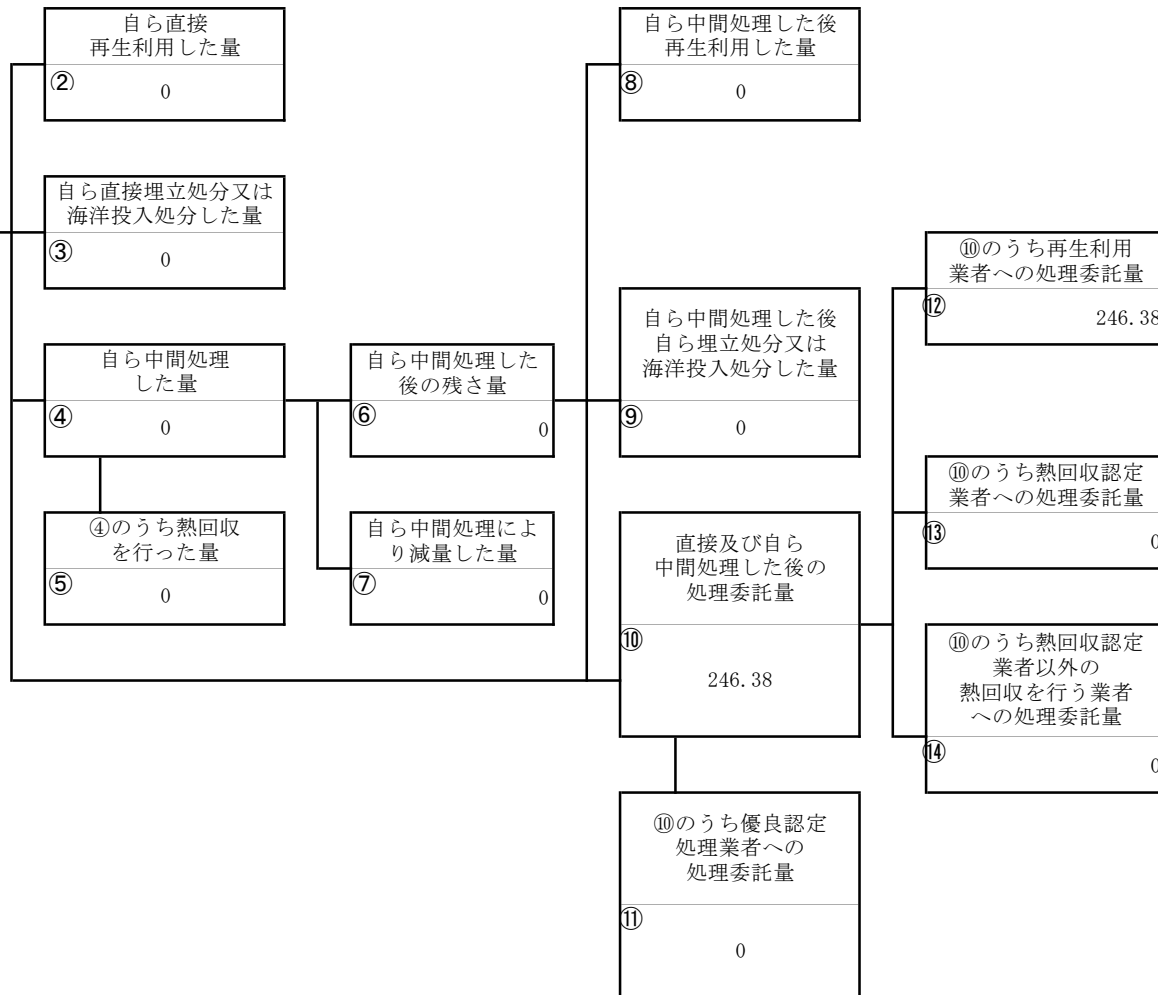 自ら直接
再生利用した量
②
0
自ら直接埋立処分又は
海洋投入処分した量
③
0
自ら中間処理
した量
④
0
④のうち熱回収
を行った量
⑤
0
自ら中間処理した
後の残さ量
⑥
0
自ら中間処理によ
り減量した量
⑦
0
自ら中間処理した後
再生利用した量
⑧
0
自ら中間処理した後
自ら埋立処分又は
海洋投入処分した量
⑨
0
直接及び自ら
中間処理した後の
処理委託量
⑩
246.38
⑩のうち優良認定
処理業者への
処理委託量
⑪
0
⑩のうち再生利用
業者への処理委託量
⑫
246.38
⑩のうち熱回収認定
業者への処理委託量
⑬
0
⑩のうち熱回収認定
業者以外の
熱回収を行う業者
への処理委託量
⑭
0